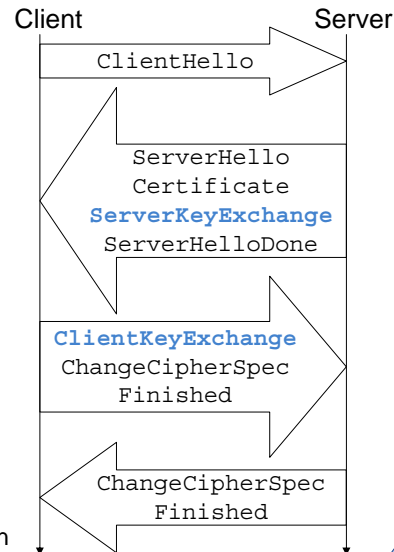 Client Server
ClientHello
ServerHello
Certificate
ServerKeyExchange
ServerHelloDone
ClientKeyExchange
ChangeCipherSpec
Finished
ChangeCipherSpec
Finished